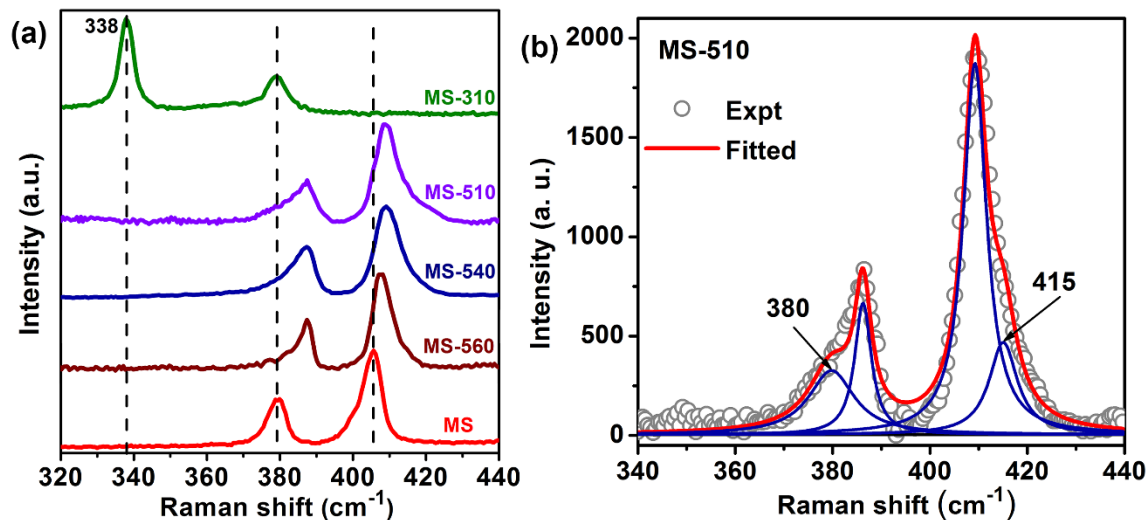 (a)
338
MS-310
MS-510
MS-540
MS-560
MS
Intensity (a.u.)
320 340 360 380 400 420 440
Raman shift (cm⁻¹)
(b)
MS-510
Expt
Fitted
380
415
2000
1500
1000
500
0
Intensity (a. u.)
340 360 380 400 420 440
Raman shift (cm⁻¹)